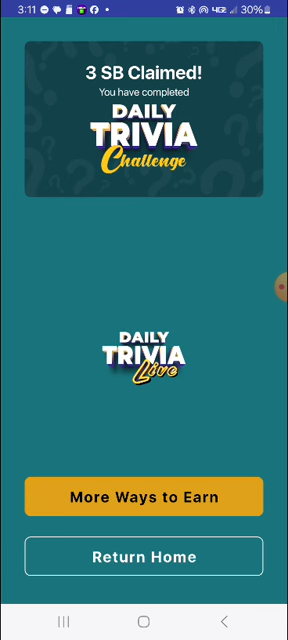 3:11
30%
3 SB Claimed!
You have completed
DAILY
TRIVIA
Challenge
DAILY
TRIVIA
Live
More Ways to Earn
Return Home